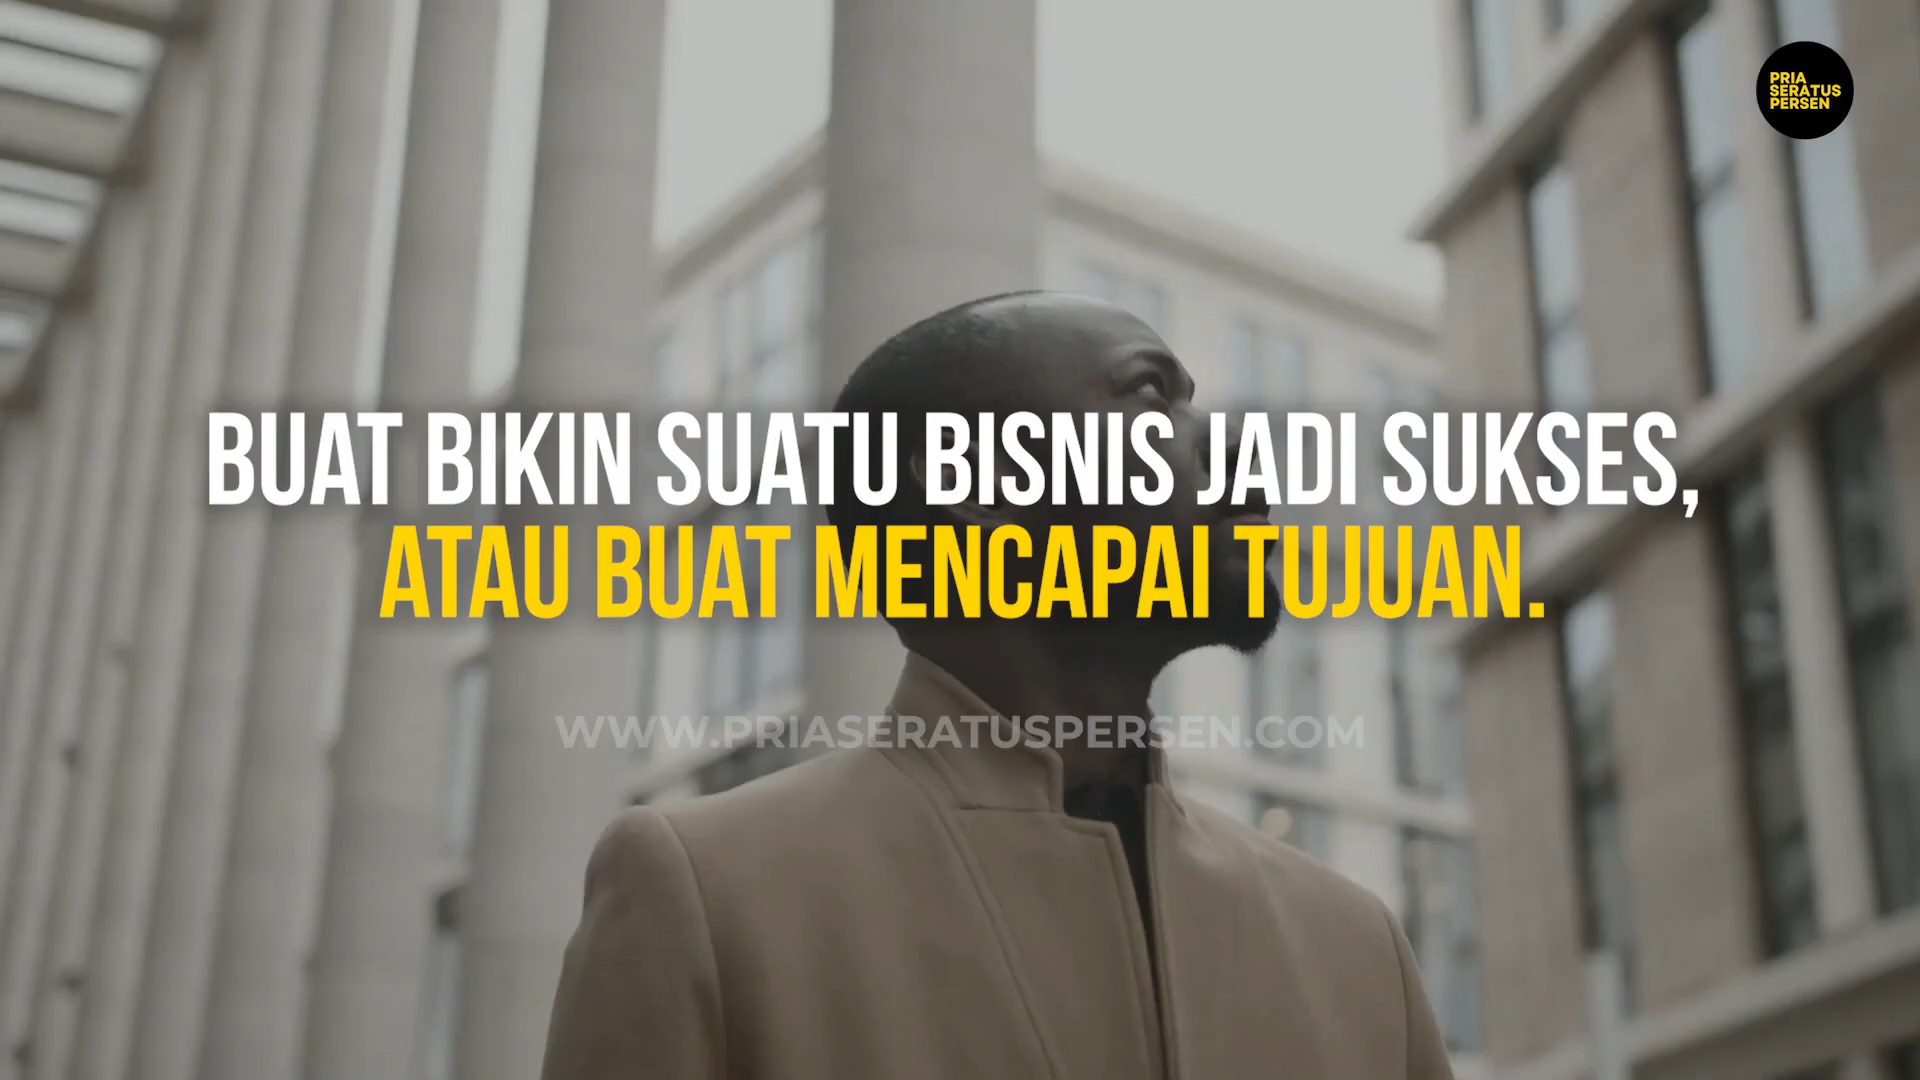 PRIA
SERATUS
PERSEN
BUAT BIKIN SUATU BISNIS JADI SUKSES,
ATAU BUAT MENCAPAI TUJUAN.
WWW.PRIASERATUSPERSEN.COM